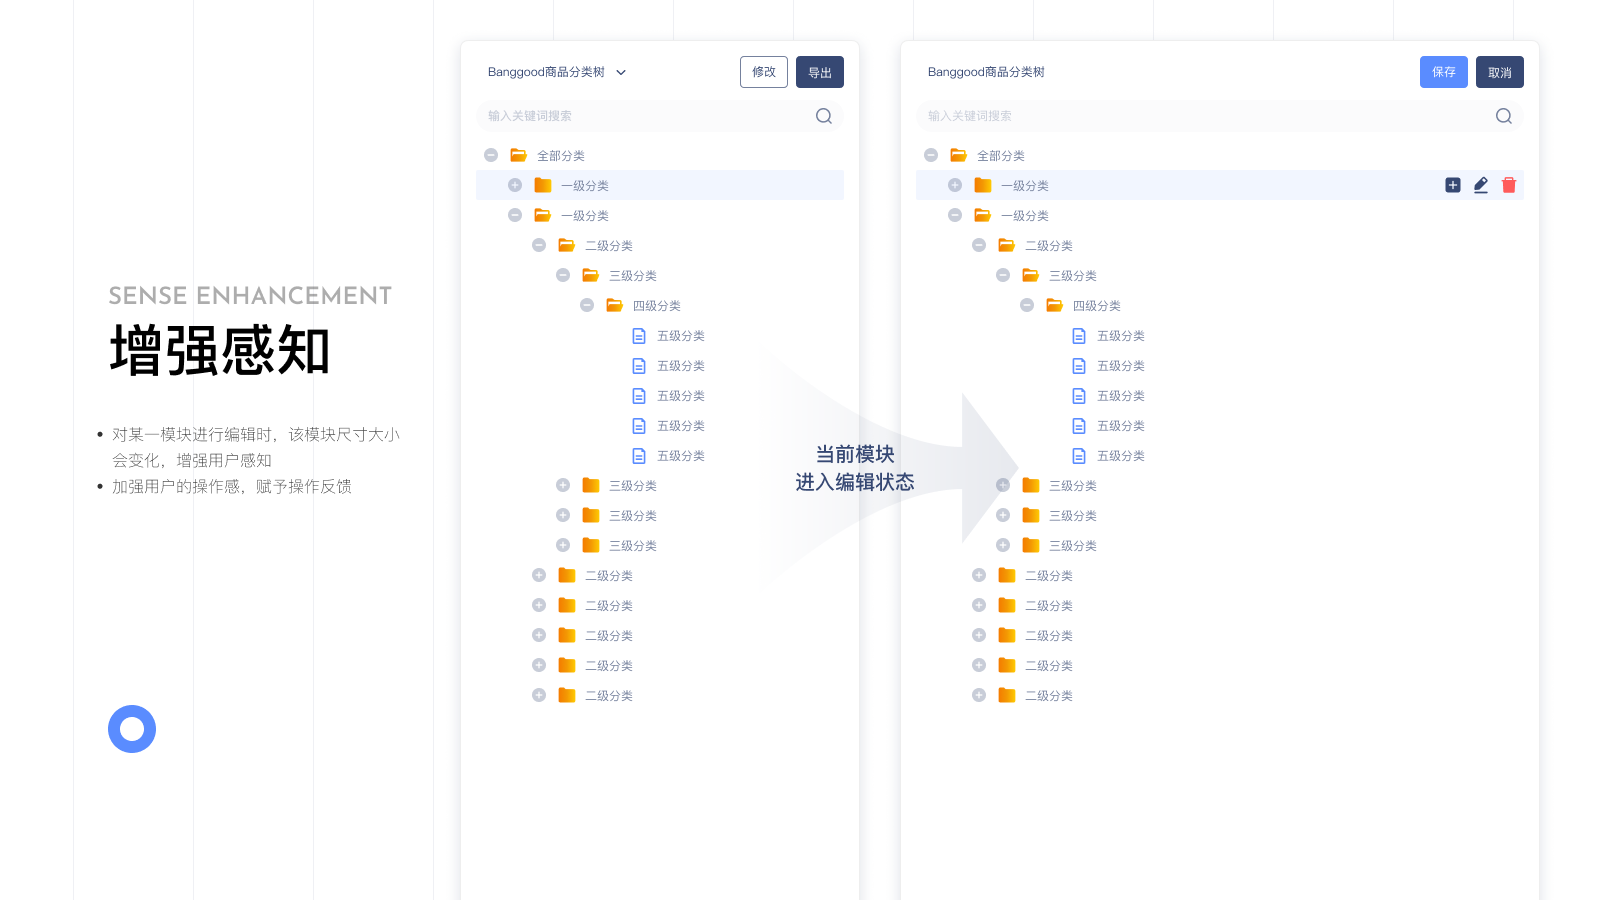 SENSE ENHANCEMENT
增强感知
对某一模块进行编辑时，该模块尺寸大小
会变化，增强用户感知
加强用户的操作感，赋予操作反馈
Banggood商品分类树
修改
导出
输入关键词搜索
全部分类
一级分类
一级分类
二级分类
三级分类
四级分类
五级分类
五级分类
五级分类
五级分类
五级分类
三级分类
三级分类
三级分类
二级分类
二级分类
二级分类
二级分类
二级分类
当前模块
进入编辑状态
Banggood商品分类树
保存
取消
输入关键词搜索
全部分类
一级分类
一级分类
二级分类
三级分类
四级分类
五级分类
五级分类
五级分类
五级分类
五级分类
三级分类
三级分类
三级分类
二级分类
二级分类
二级分类
二级分类
二级分类